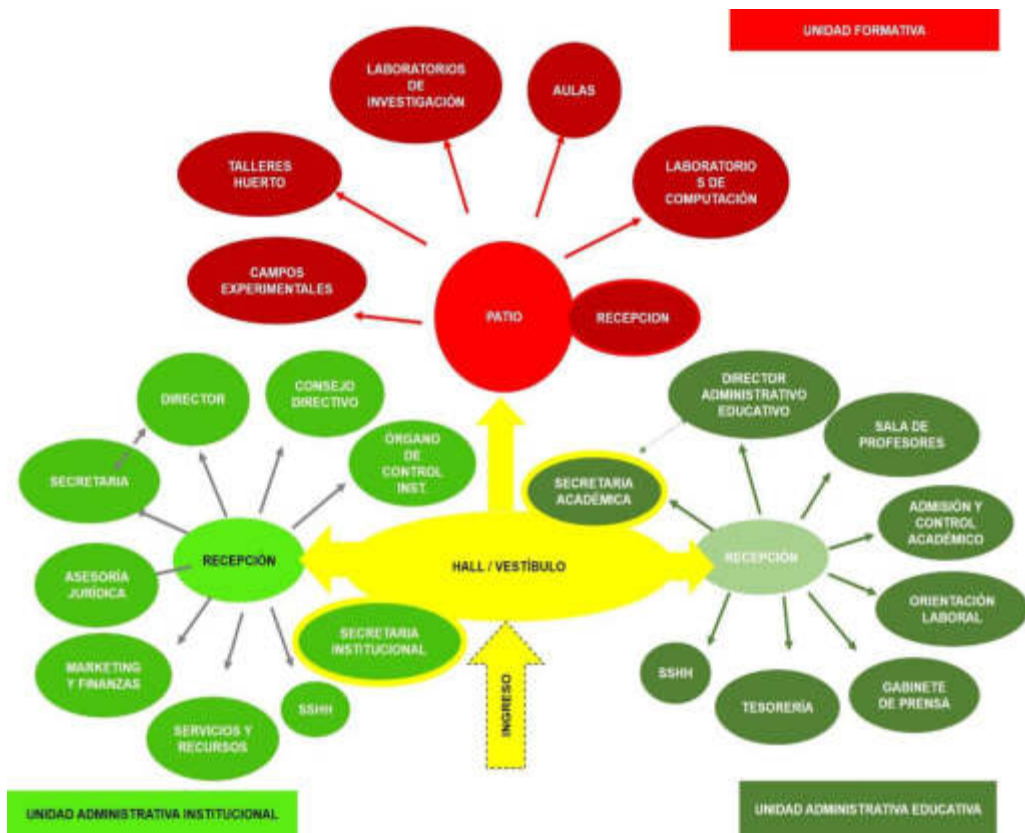 UNIDAD FORMATIVA
LABORATORIOS
DE
INVESTIGACIÓN
AULAS
TALLERES
HUERTO
LABORATORIO
S DE
COMPUTACIÓN
CAMPOS
EXPERIMENTALES
PATIO
RECEPCION
DIRECTOR
CONSEJO
DIRECTIVO
ÓRGANO
DE
CONTROL
INST.
SECRETARIA
RECEPCIÓN
ASESORÍA
JURÍDICA
MARKETING
Y FINANZAS
SERVICIOS Y
RECURSOS
SSHH
SECRETARIA
INSTITUCIONAL
HALL / VESTÍBULO
INGRESO
SECRETARIA
ACADÉMICA
DIRECTOR
ADMINISTRATIVO
EDUCATIVO
SALA DE
PROFESORES
RECEPCIÓN
ADMISIÓN Y
CONTROL
ACADÉMICO
ORIENTACIÓN
LABORAL
GABINETE
DE PRENSA
TESORERÍA
SSHH
UNIDAD ADMINISTRATIVA INSTITUCIONAL
UNIDAD ADMINISTRATIVA EDUCATIVA